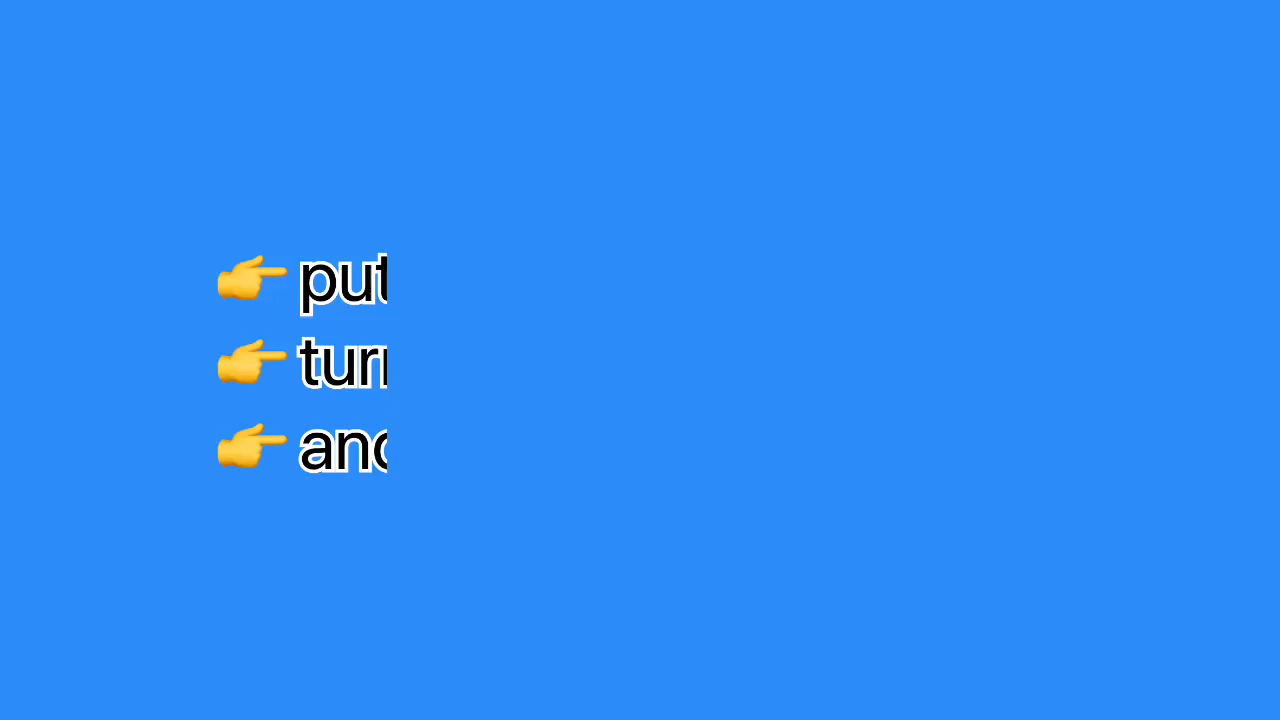 👉 put
👉 turn
👉 and